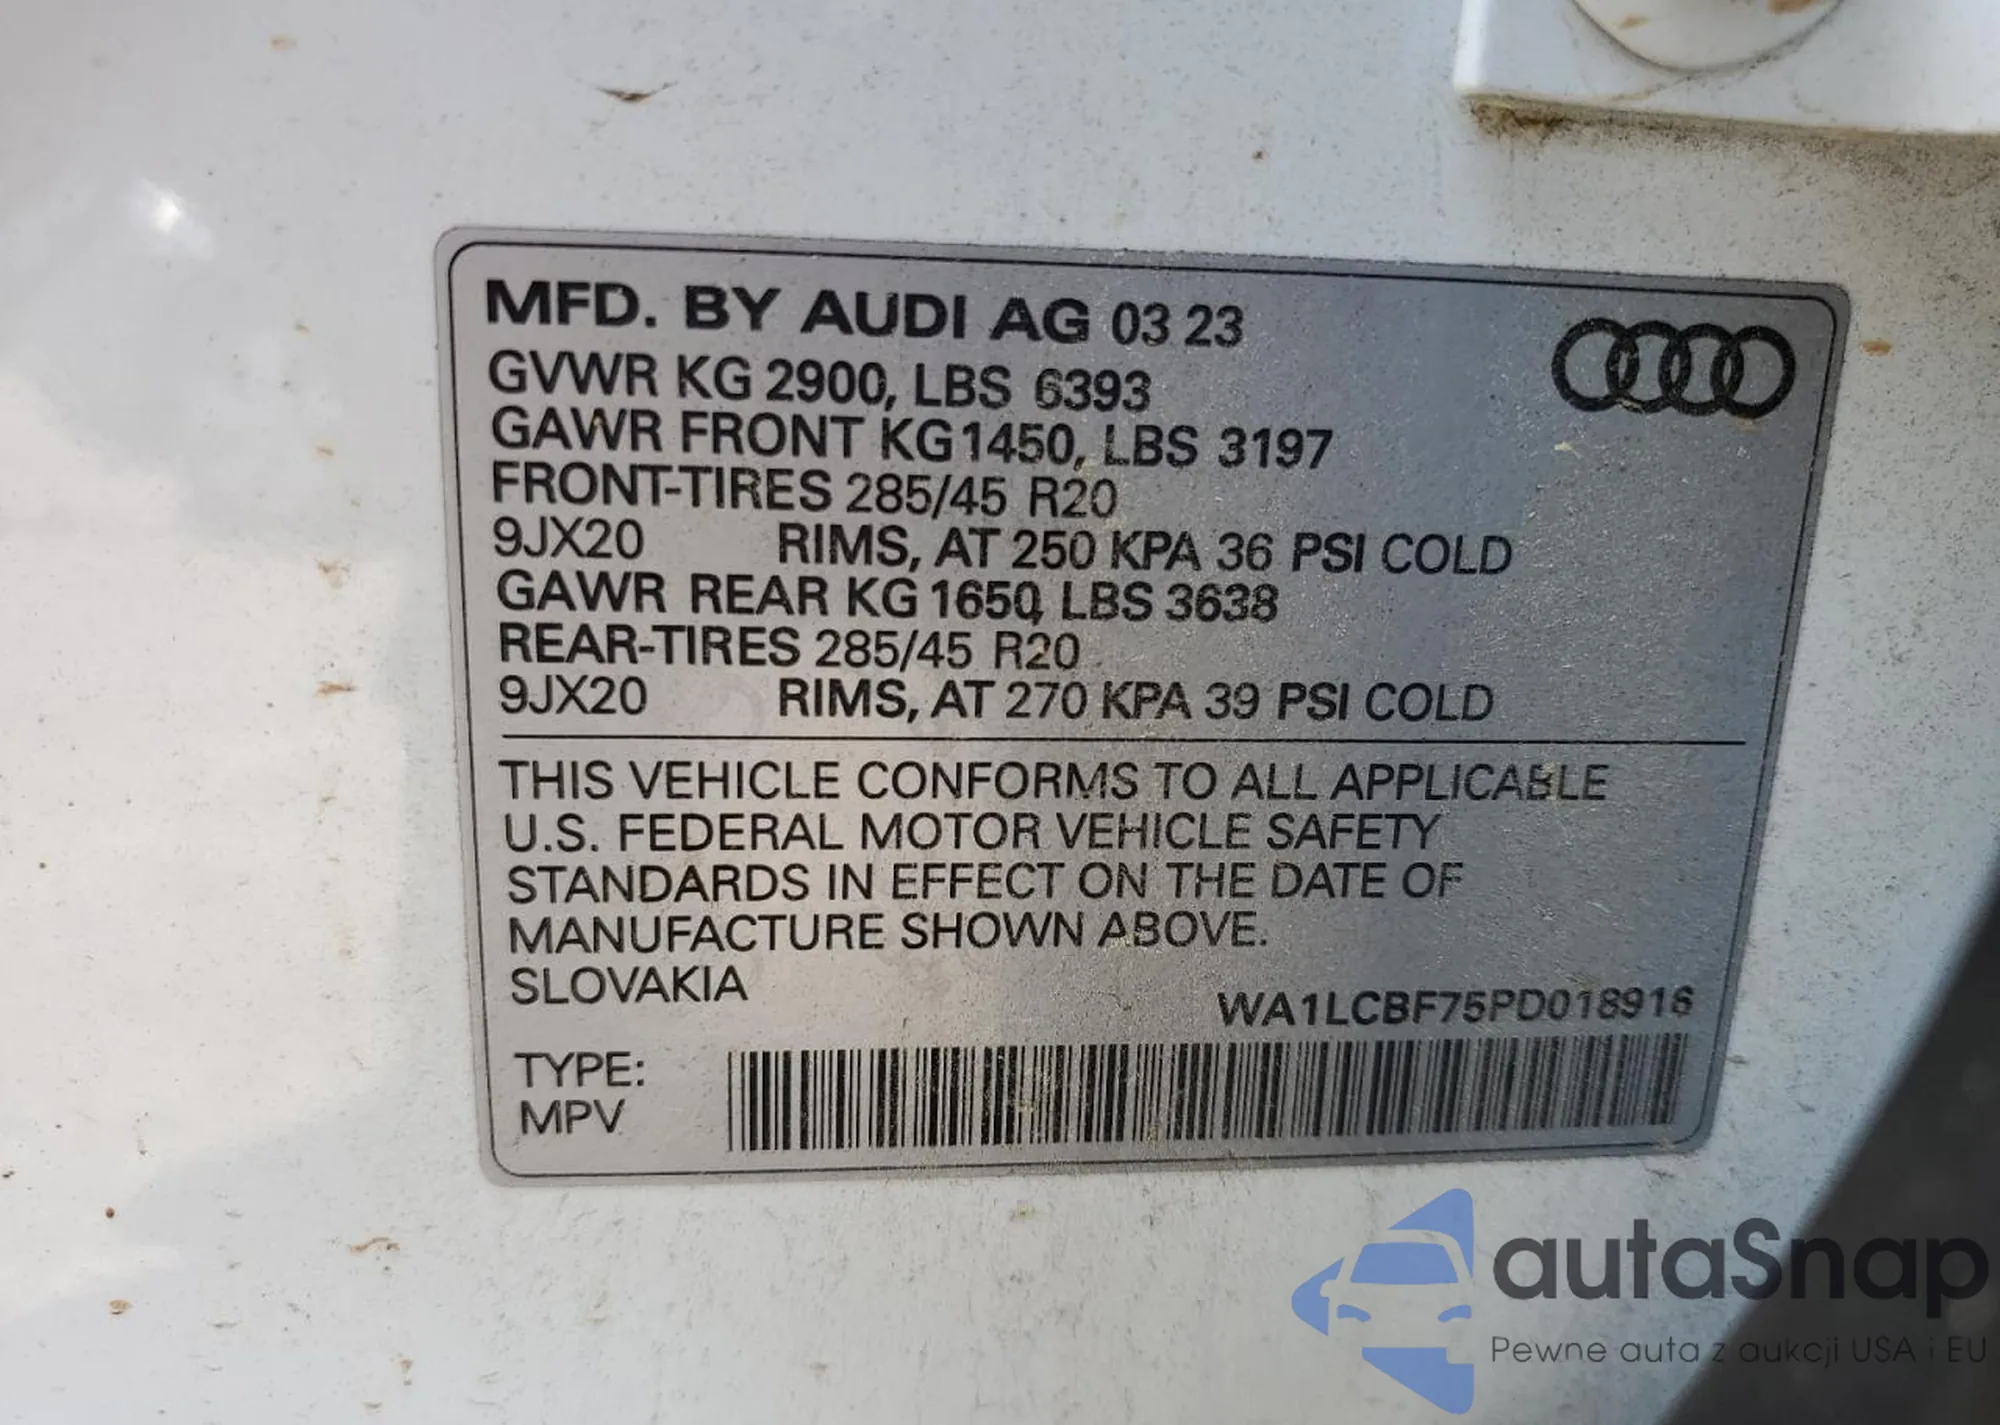 MFD. BY AUDI AG 03 23
GVWR KG 2900, LBS 6393
GAWR FRONT KG 1450, LBS 3197
FRONT-TIRES 285/45 R20
9JX20 RIMS, AT 250 KPA 36 PSI COLD
GAWR REAR KG 1650, LBS 3638
REAR-TIRES 285/45 R20
9JX20 RIMS, AT 270 KPA 39 PSI COLD
THIS VEHICLE CONFORMS TO ALL APPLICABLE
U.S. FEDERAL MOTOR VEHICLE SAFETY
STANDARDS IN EFFECT ON THE DATE OF
MANUFACTURE SHOWN ABOVE.
SLOVAKIA
WA1LCBF75PD018916
TYPE:
MPV
autaSnap
Pewne auta z aukcji USA i EU